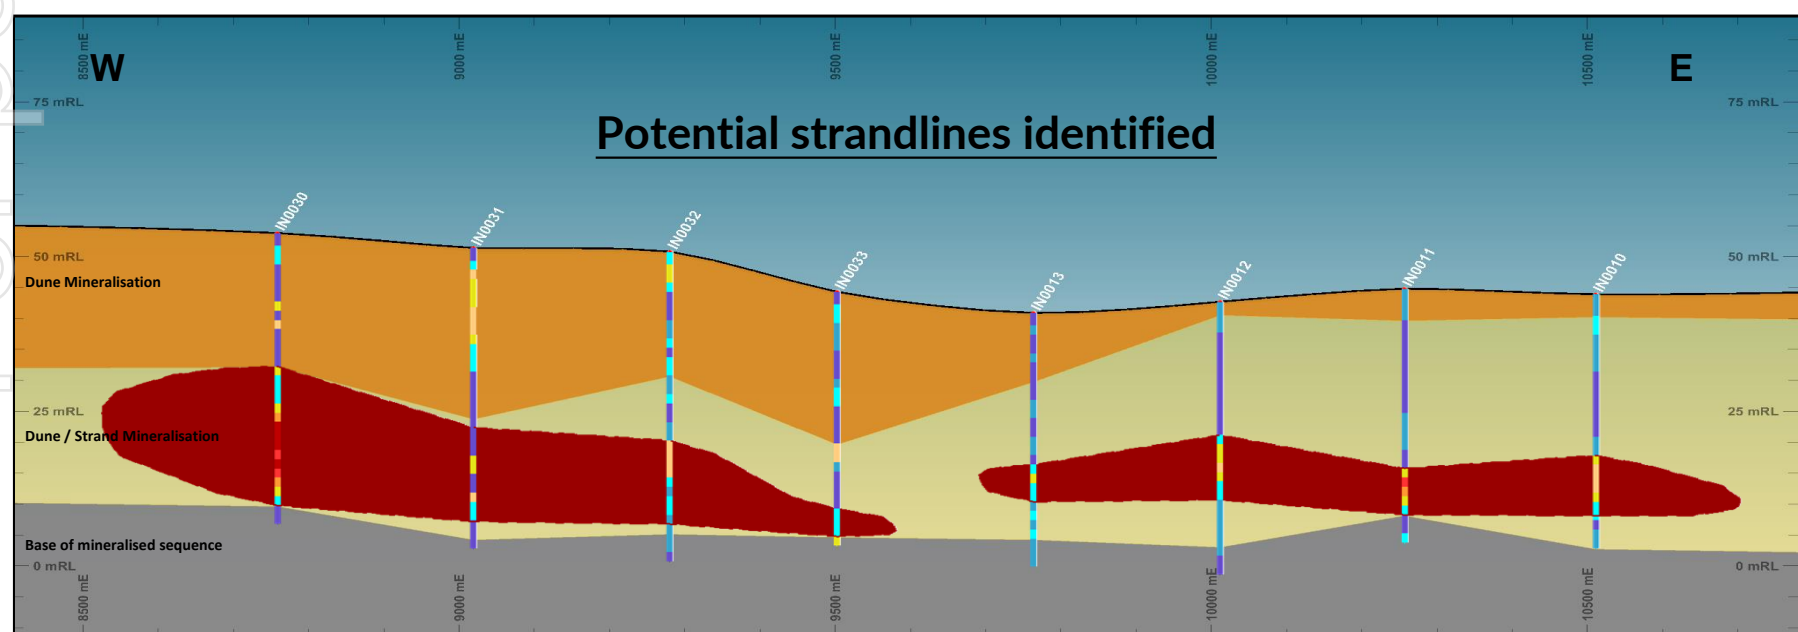 8500 mE
9000 mE
9500 mE
10000 mE
10500 mE
W
E
75 mRL
75 mRL
Potential strandlines identified
IN0030
IN0031
IN0032
IN0033
IN0013
IN0012
IN0011
IN0010
50 mRL
50 mRL
Dune Mineralisation
25 mRL
25 mRL
Dune / Strand Mineralisation
Base of mineralised sequence
0 mRL
0 mRL
8500 mE
9000 mE
9500 mE
10000 mE
10500 mE